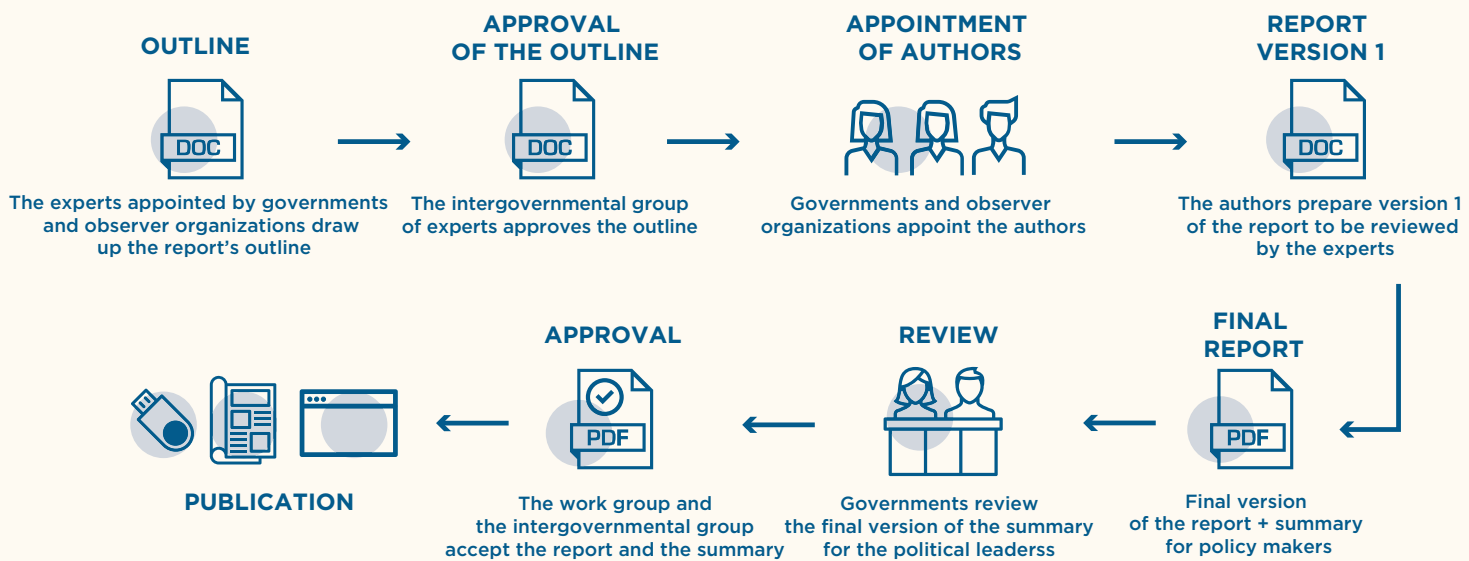 OUTLINE
DOC
The experts appointed by governments
and observer organizations draw
up the report's outline
APPROVAL
OF THE OUTLINE
DOC
The intergovernmental group
of experts approves the outline
APPOINTMENT
OF AUTHORS
Governments and observer
organizations appoint the authors
REPORT
VERSION 1
DOC
The authors prepare version 1
of the report to be reviewed
by the experts
FINAL
REPORT
PDF
Final version
of the report + summary
for policy makers
REVIEW
Governments review
the final version of the summary
for the political leaderss
APPROVAL
PDF
The work group and
the intergovernmental group
accept the report and the summary
PUBLICATION